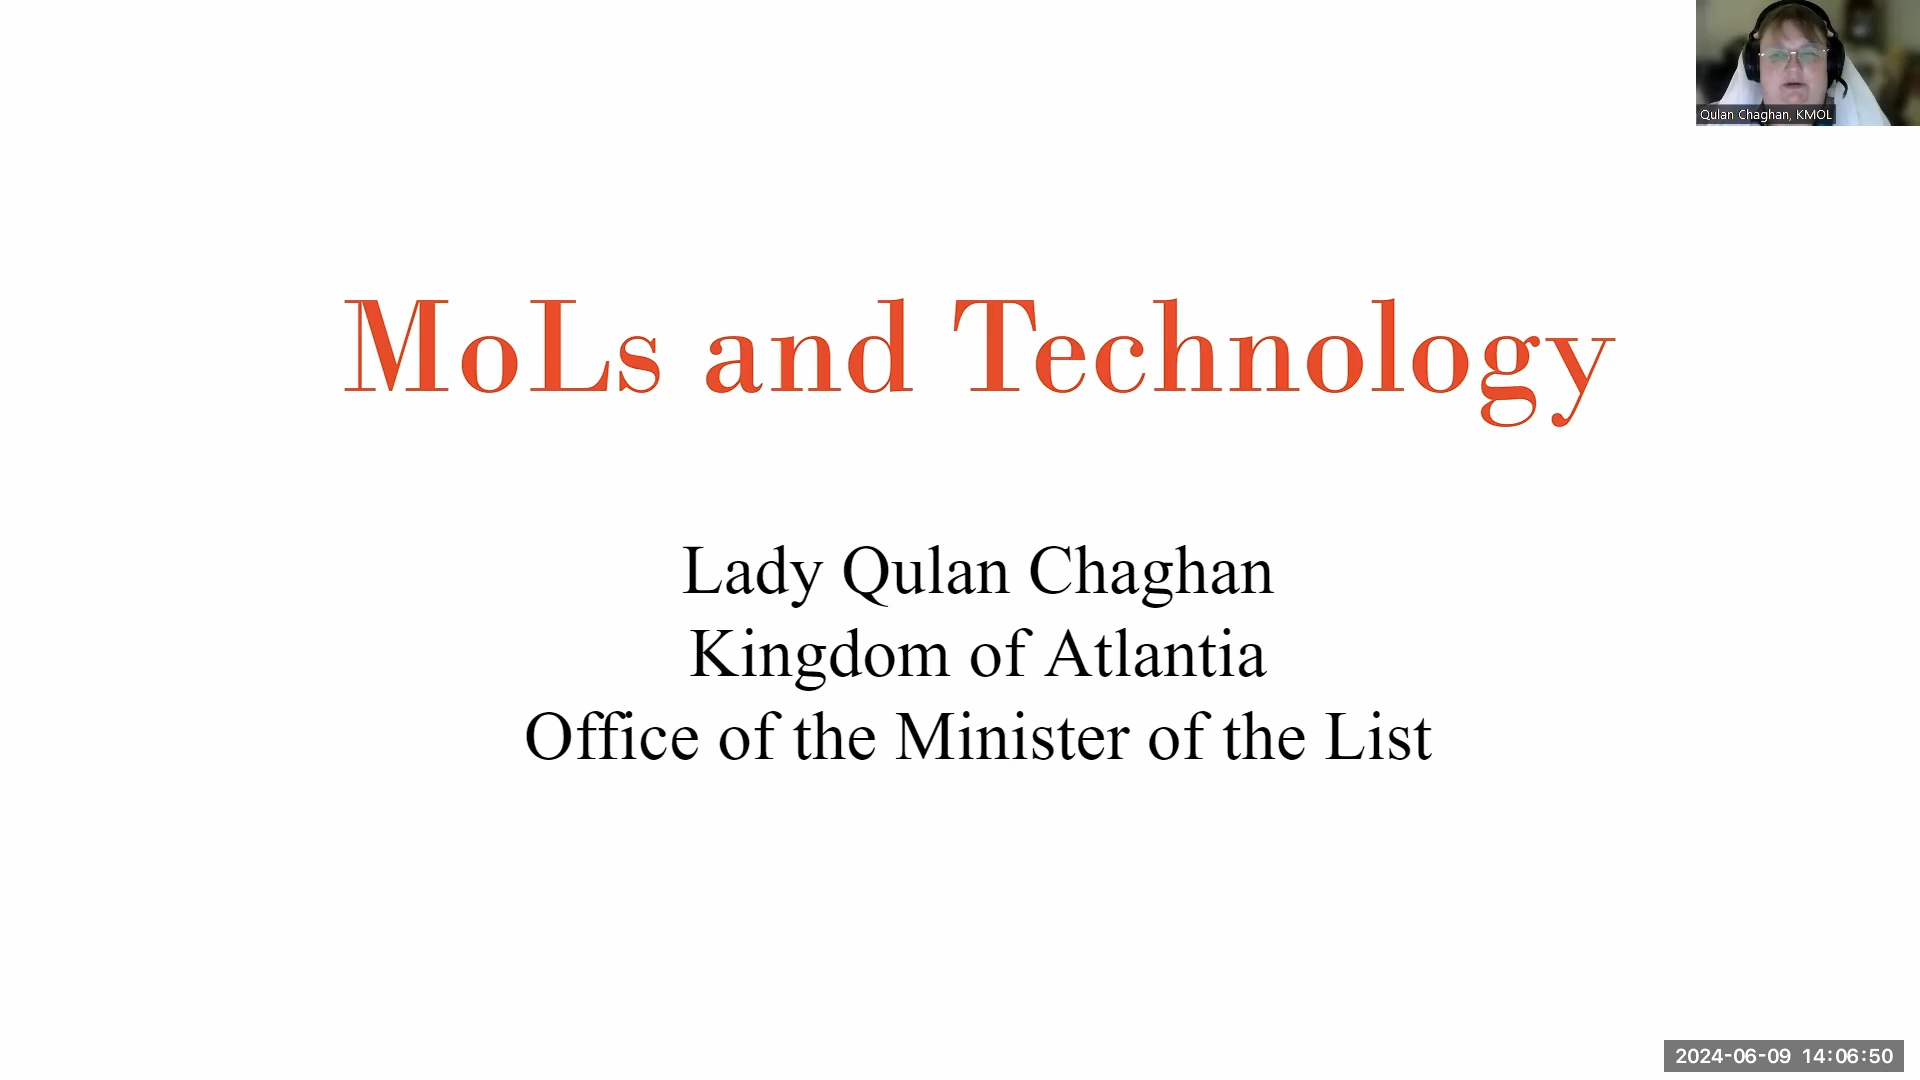 Qulan Chaghan, KMOL
MoLs and Technology
Lady Qulan Chaghan
Kingdom of Atlantia
Office of the Minister of the List
2024-06-09 14:06:50